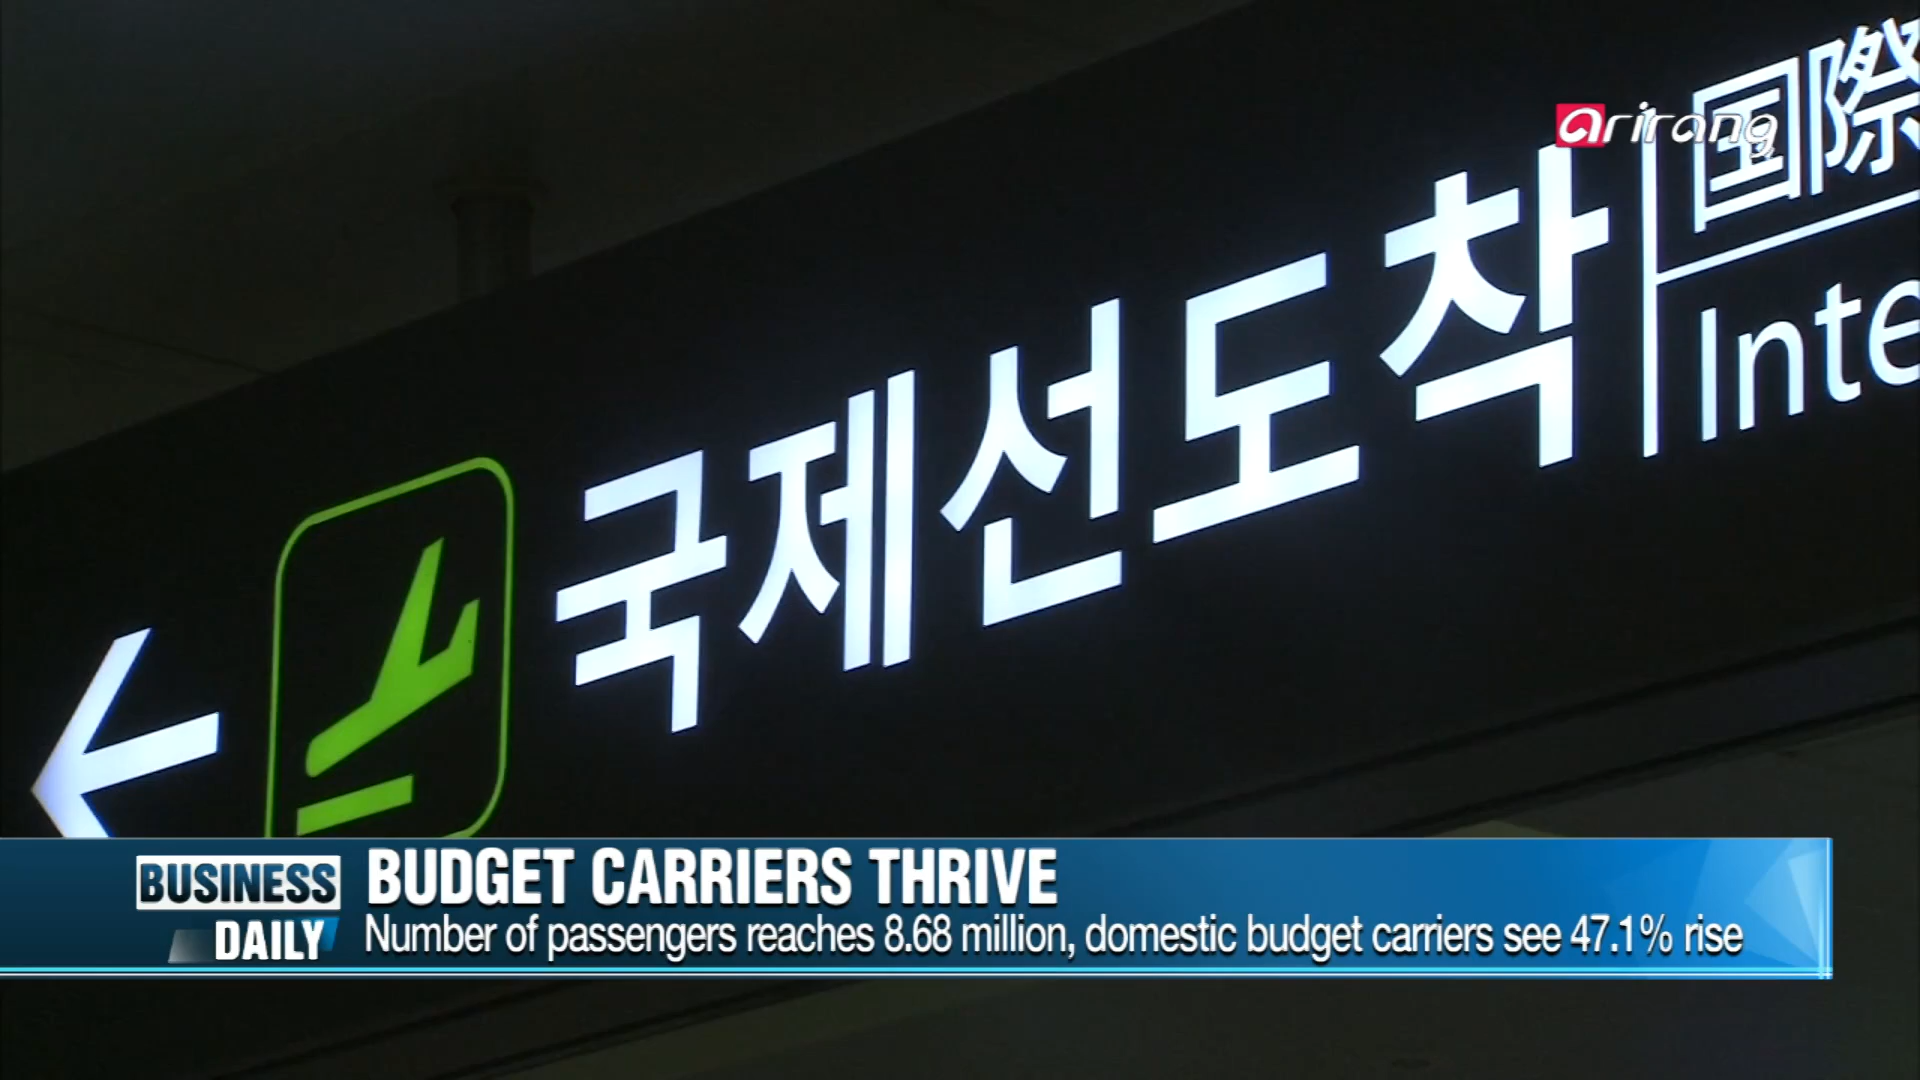 arirang
国際
국제선도착
Inte
BUSINESS DAILY
BUDGET CARRIERS THRIVE
Number of passengers reaches 8.68 million, domestic budget carriers see 47.1% rise